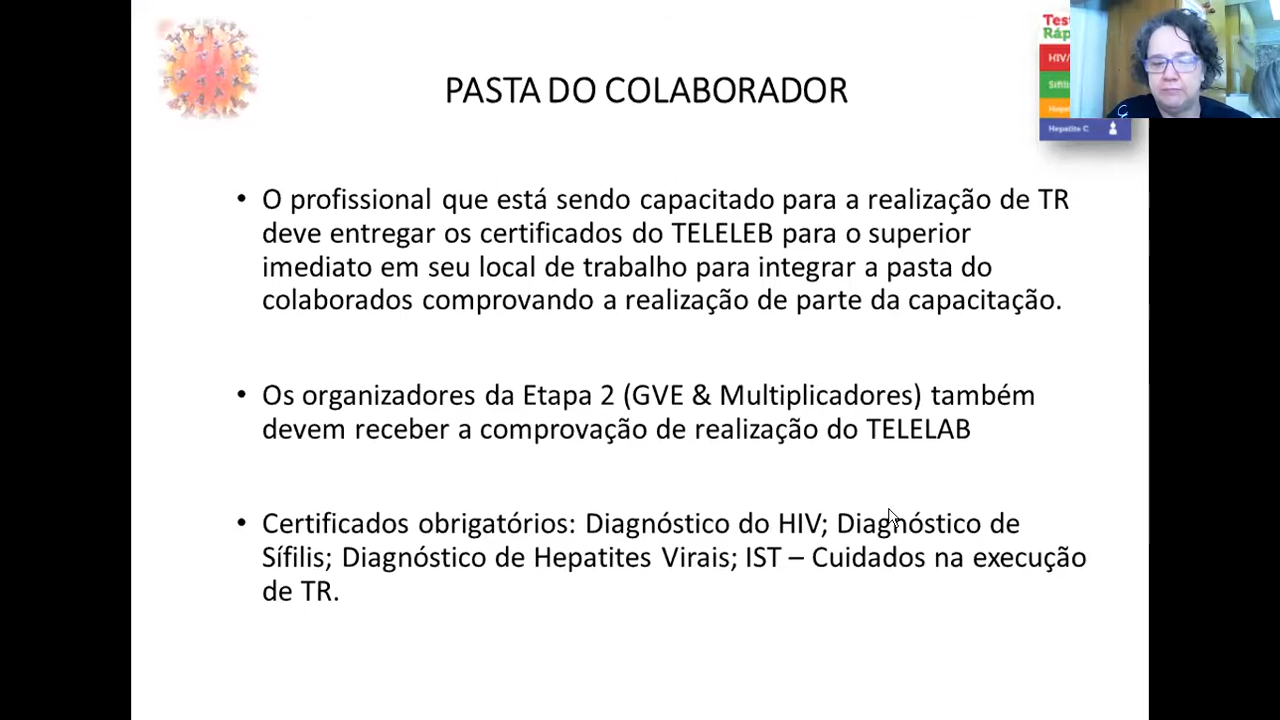 PASTA DO COLABORADOR
Tes
Ráp
HIV/
Sífilis
Hepat
Hepatite C
• O profissional que está sendo capacitado para a realização de TR
deve entregar os certificados do TELELEB para o superior
imediato em seu local de trabalho para integrar a pasta do
colaborados comprovando a realização de parte da capacitação.
• Os organizadores da Etapa 2 (GVE & Multiplicadores) também
devem receber a comprovação de realização do TELELAB
• Certificados obrigatórios: Diagnóstico do HIV; Diagnóstico de
Sífilis; Diagnóstico de Hepatites Virais; IST – Cuidados na execução
de TR.